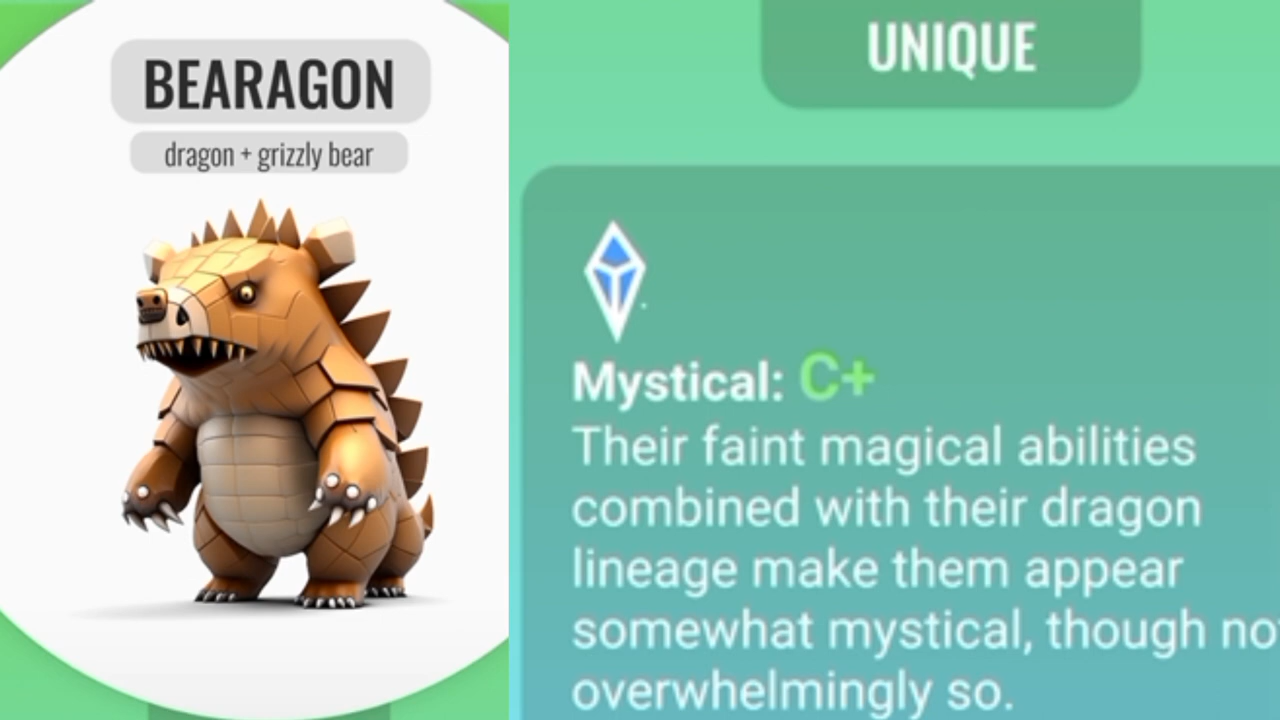 BEARAGON
dragon + grizzly bear
UNIQUE
Mystical: C+
Their faint magical abilities
combined with their dragon
lineage make them appear
somewhat mystical, though
overwhelmingly so.